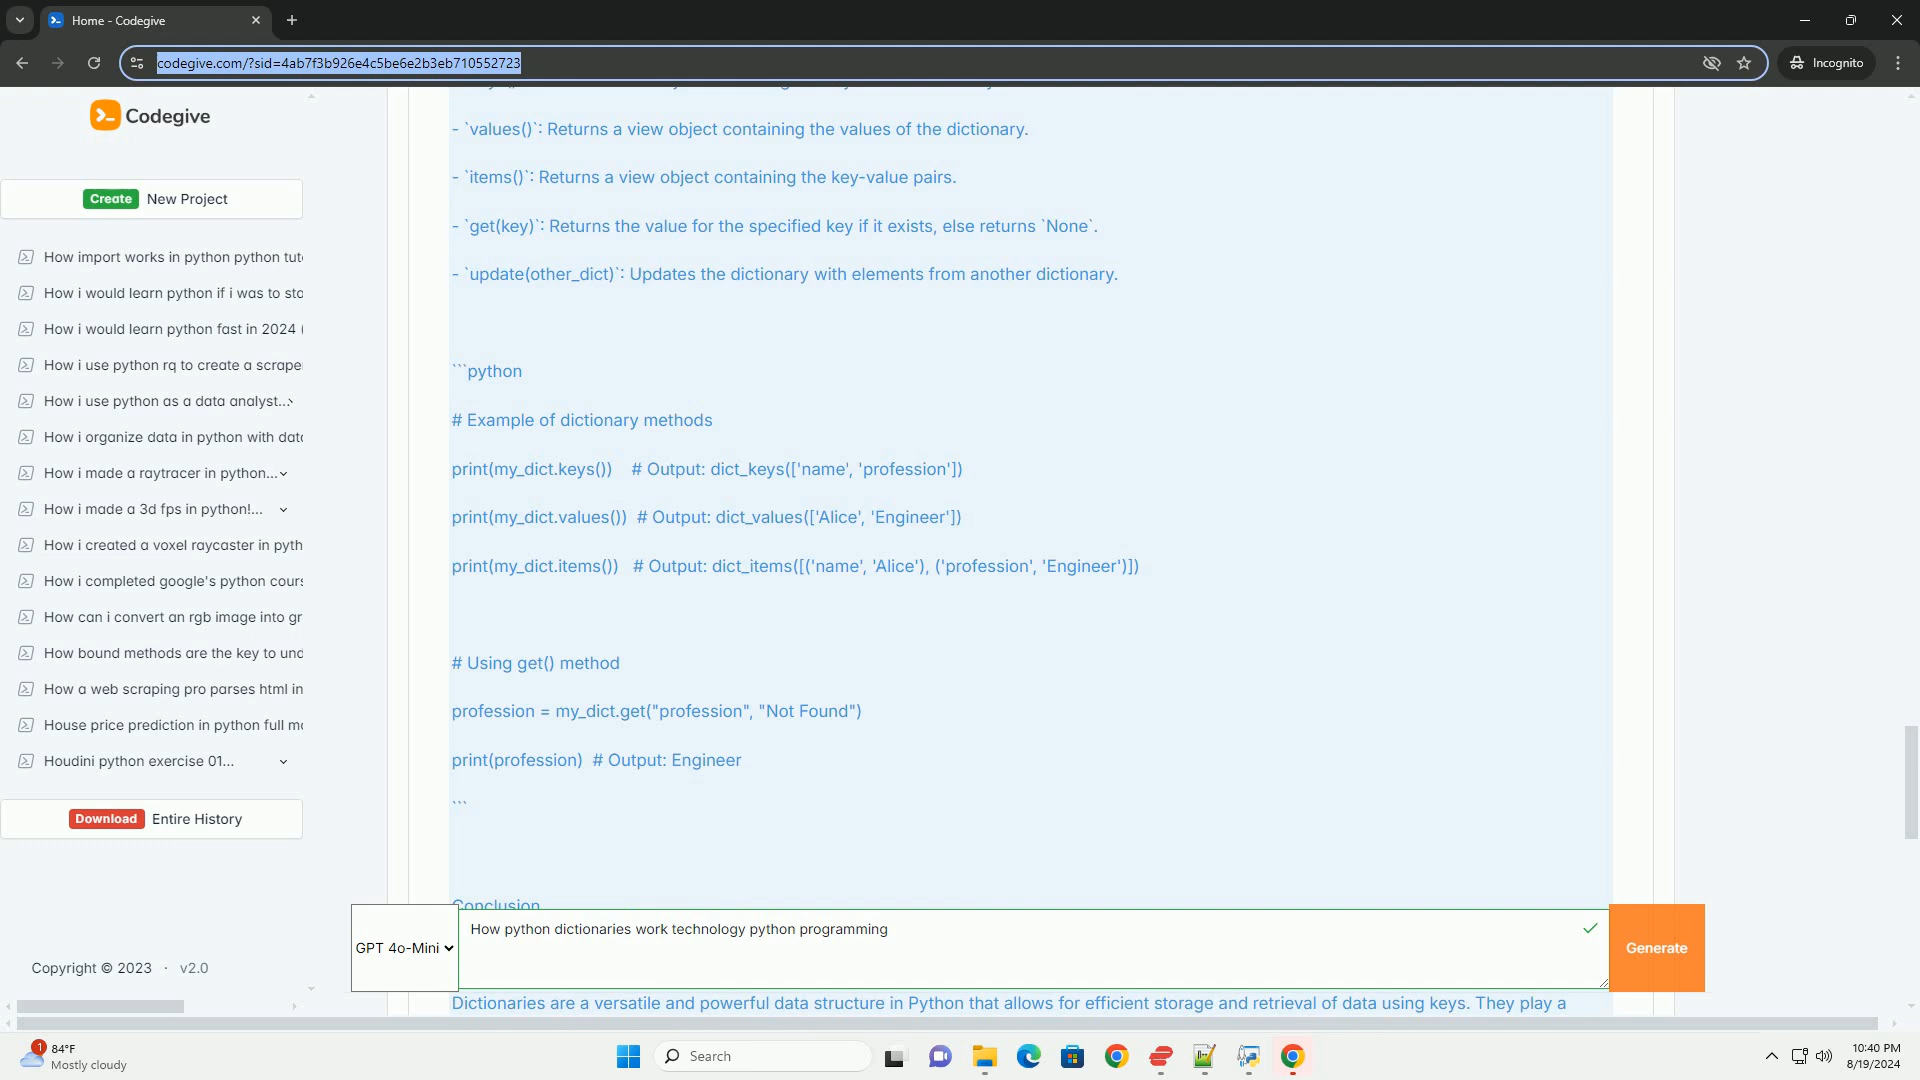 Home - Codegive
codegive.com/?sid=4ab7f3b926e4c5be6e2b3eb710552723
Incognito
Codegive
Create New Project
How import works in python python tut
How i would learn python if i was to sta
How i would learn python fast in 2024 (
How i use python rq to create a scrape
How i use python as a data analyst...
How i organize data in python with data
How i made a raytracer in python...
How i made a 3d fps in python!...
How i created a voxel raycaster in pyth
How i completed google's python cours
How can i convert an rgb image into gr
How bound methods are the key to und
How a web scraping pro parses html in
House price prediction in python full m
Houdini python exercise 01...
Download Entire History
Copyright © 2023 · v2.0
- `values()`: Returns a view object containing the values of the dictionary.
- `items()`: Returns a view object containing the key-value pairs.
- `get(key)`: Returns the value for the specified key if it exists, else returns `None`.
- `update(other_dict)`: Updates the dictionary with elements from another dictionary.
```python
# Example of dictionary methods
print(my_dict.keys()) # Output: dict_keys(['name', 'profession'])
print(my_dict.values()) # Output: dict_values(['Alice', 'Engineer'])
print(my_dict.items()) # Output: dict_items([('name', 'Alice'), ('profession', 'Engineer')])
# Using get() method
profession = my_dict.get("profession", "Not Found")
print(profession) # Output: Engineer
```
Conclusion
GPT 4o-Mini
How python dictionaries work technology python programming
Generate
Dictionaries are a versatile and powerful data structure in Python that allows for efficient storage and retrieval of data using keys. They play a
1
84°F
Mostly cloudy
Search
10:40 PM
8/19/2024